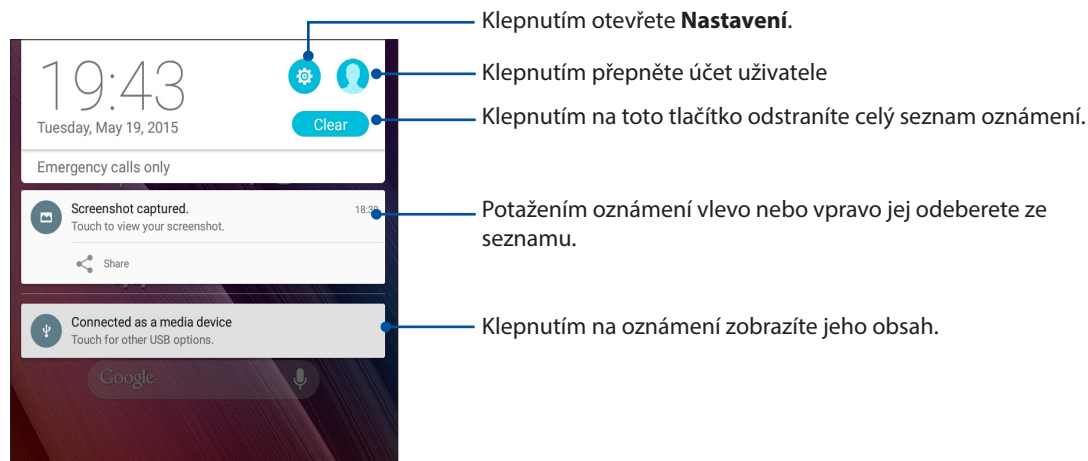 Klepnutím otevřete Nastavení.
19:43
Klepnutím přepněte účet uživatele
Tuesday, May 19, 2015
Clear
Klepnutím na toto tlačítko odstraníte celý seznam oznámení.
Emergency calls only
Screenshot captured.
18:39
Touch to view your screenshot.
Share
Potažením oznámení vlevo nebo vpravo jej odeberete ze
seznamu.
Connected as a media device
Touch for other USB options.
Klepnutím na oznámení zobrazíte jeho obsah.
Google